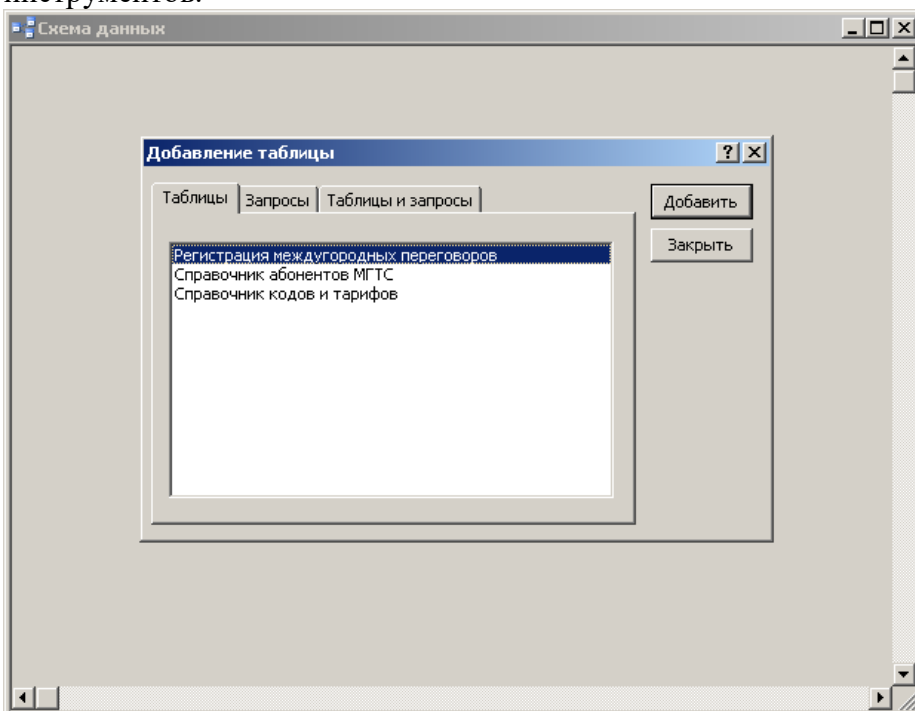 инструментов.
Схема данных
Добавление таблицы
Таблицы Запросы Таблицы и запросы
Добавить
Закрыть
Регистрация междугородных переговоров
Справочник абонентов МГТС
Справочник кодов и тарифов